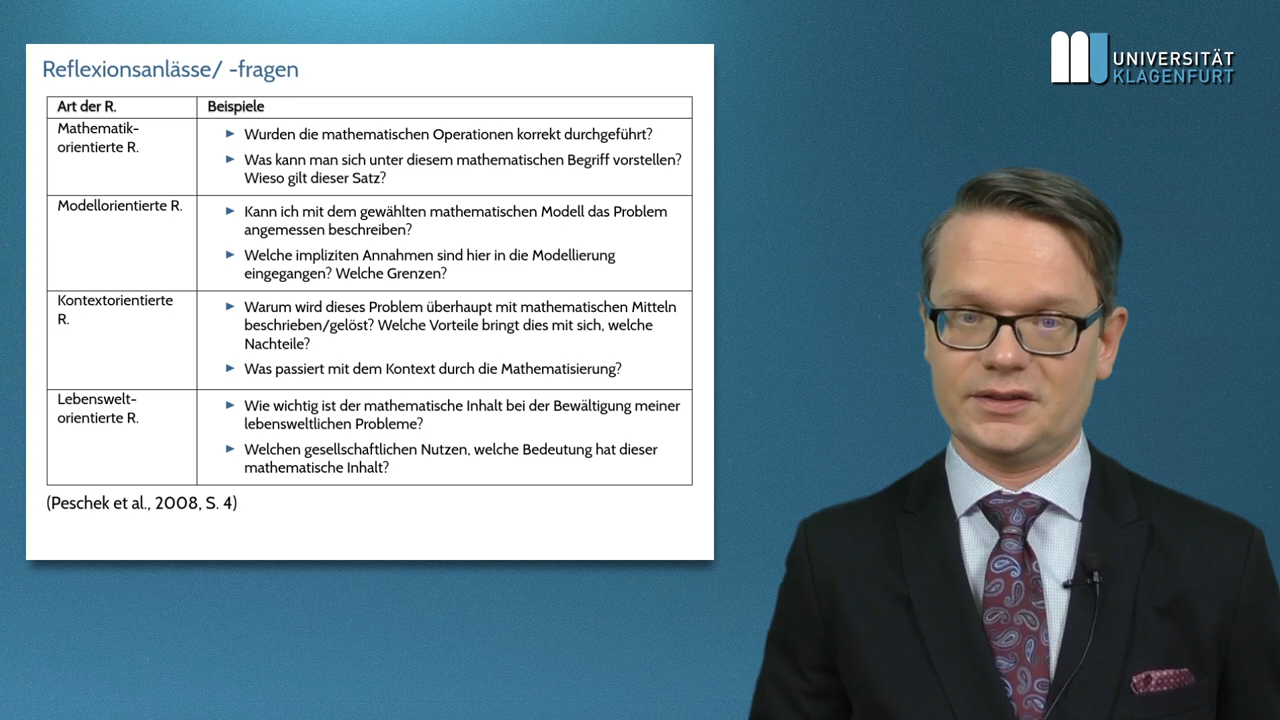 Reflexionsanlässe/ -fragen
Art der R.
Beispiele
Mathematik-
orientierte R.
► Wurden die mathematischen Operationen korrekt durchgeführt?
► Was kann man sich unter diesem mathematischen Begriff vorstellen?
Wieso gilt dieser Satz?
Modellorientierte R.
► Kann ich mit dem gewählten mathematischen Modell das Problem
angemessen beschreiben?
► Welche impliziten Annahmen sind hier in die Modellierung
eingegangen? Welche Grenzen?
Kontextorientierte
R.
► Warum wird dieses Problem überhaupt mit mathematischen Mitteln
beschrieben/gelöst? Welche Vorteile bringt dies mit sich, welche
Nachteile?
► Was passiert mit dem Kontext durch die Mathematisierung?
Lebenswelt-
orientierte R.
► Wie wichtig ist der mathematische Inhalt bei der Bewältigung meiner
lebensweltlichen Probleme?
► Welchen gesellschaftlichen Nutzen, welche Bedeutung hat dieser
mathematische Inhalt?
(Peschek et al., 2008, S. 4)
UNIVERSITÄT
KLAGENFURT